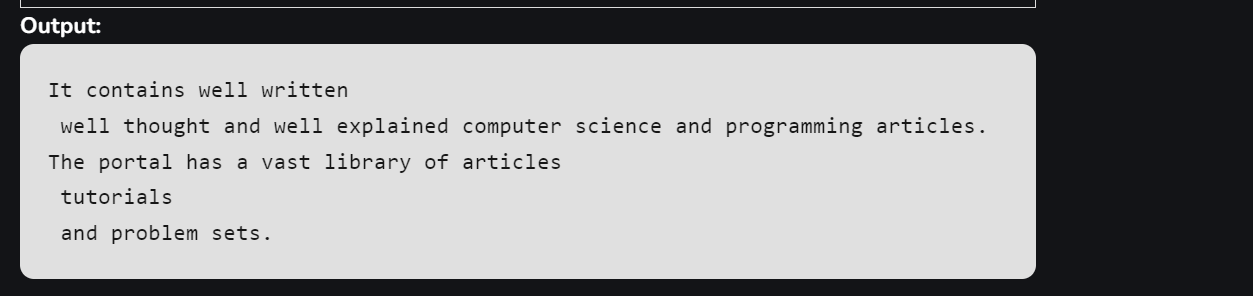 Output:
It contains well written
 well thought and well explained computer science and programming articles.
The portal has a vast library of articles
 tutorials
 and problem sets.